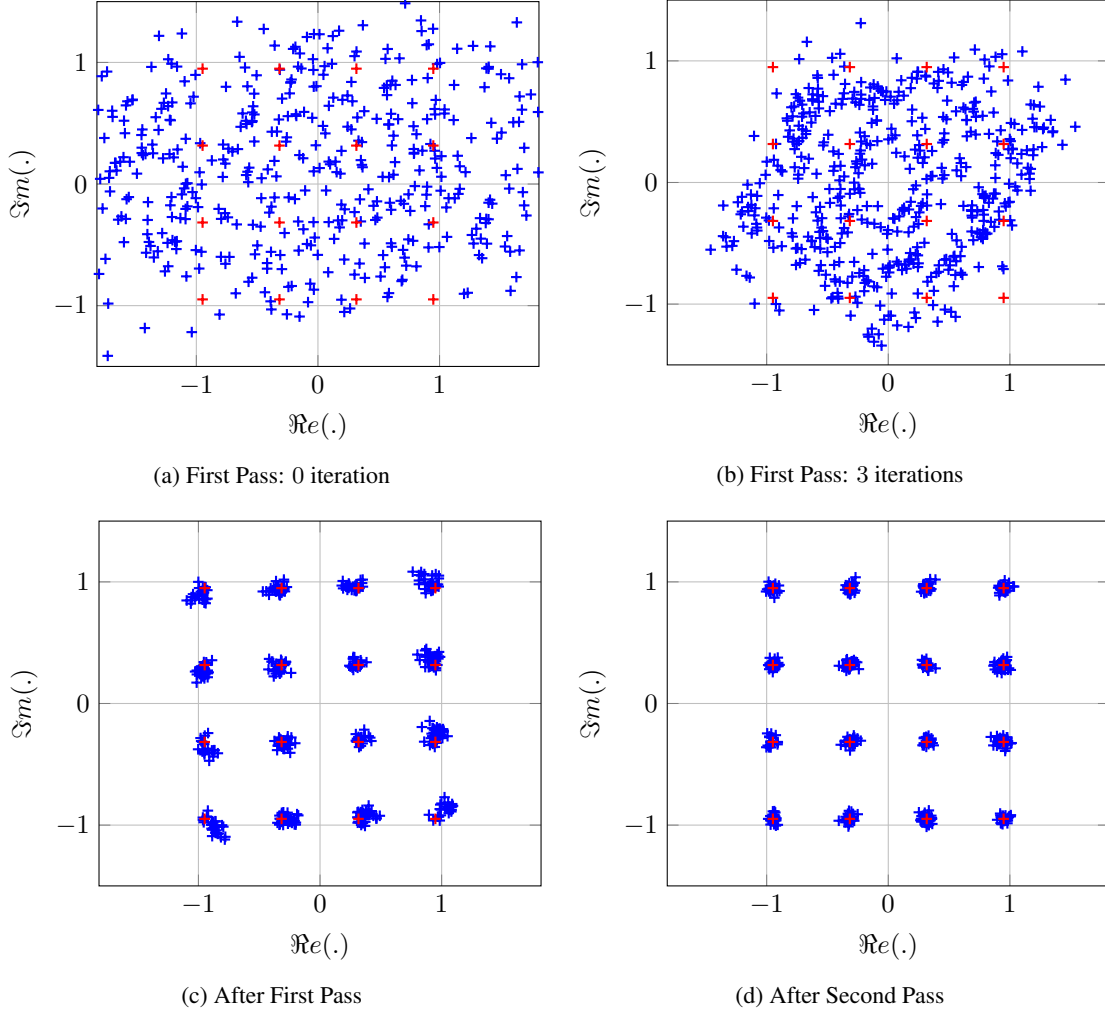 1
0
−1
ℑm(.)
−1 0 1
ℜe(.)
(a) First Pass: 0 iteration
1
0
−1
ℑm(.)
−1 0 1
ℜe(.)
(b) First Pass: 3 iterations
1
0
−1
ℑm(.)
−1 0 1
ℜe(.)
(c) After First Pass
1
0
−1
ℑm(.)
−1 0 1
ℜe(.)
(d) After Second Pass